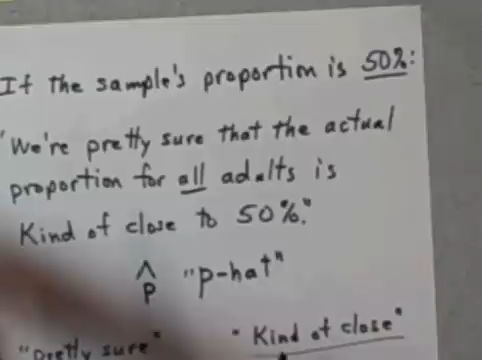 If the sample's proportion is 50%:
"We're pretty sure that the actual
proportion for all adults is
Kind of close to 50%."
p̂ "p-hat"
"Pretty sure" "Kind of close"